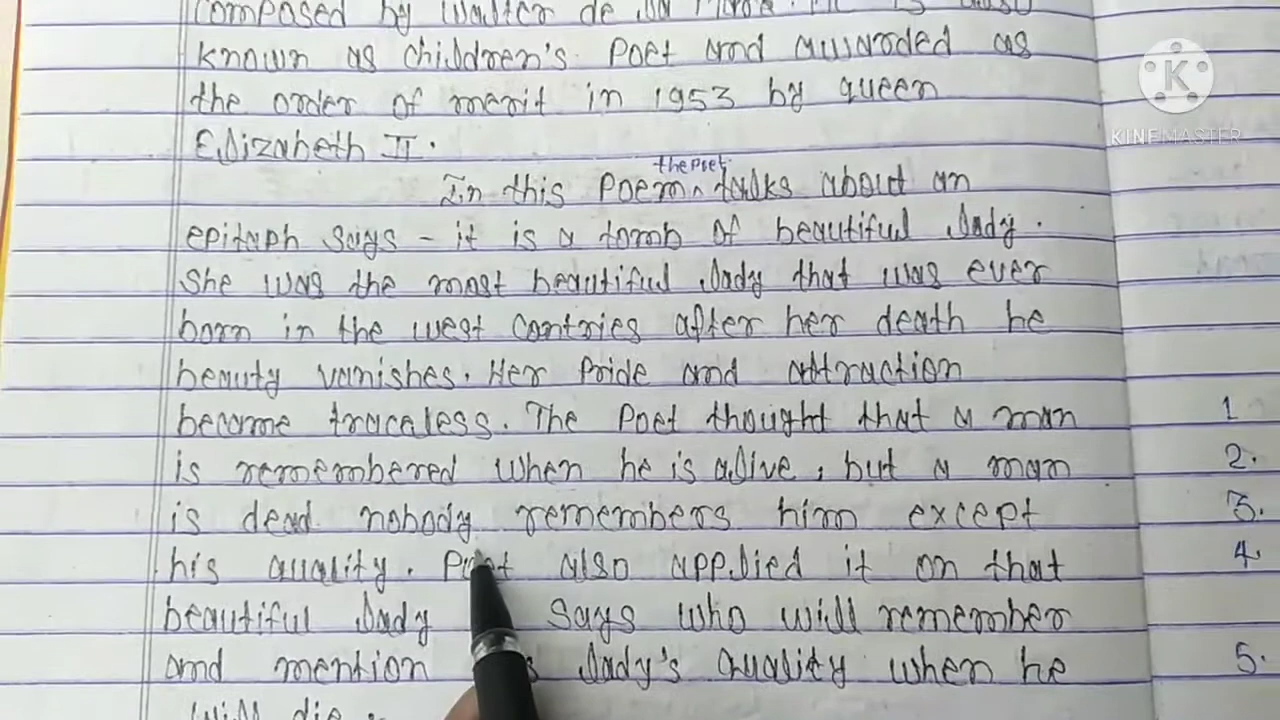 composed by Walter de la Mare. He is also
known as children's Poet and awarded as
the order of merit in 1953 by queen
Elizabeth II.
the poet
In this Poem ^ talks about an
epitaph says - it is a tomb of beautiful lady.
She was the most beautiful lady that was ever
born in the west contries after her death he
beauty vanishes. Her Pride and attraction
become traceless. The Poet thought that a man
is remembered when he is alive, but a man
is dead nobody remembers him except
his quality. Poet also applied it on that
beautiful lady says who will remember
and mention lady's quality when he
will die.
1
2.
3.
4.
5.
K
KINEMASTER